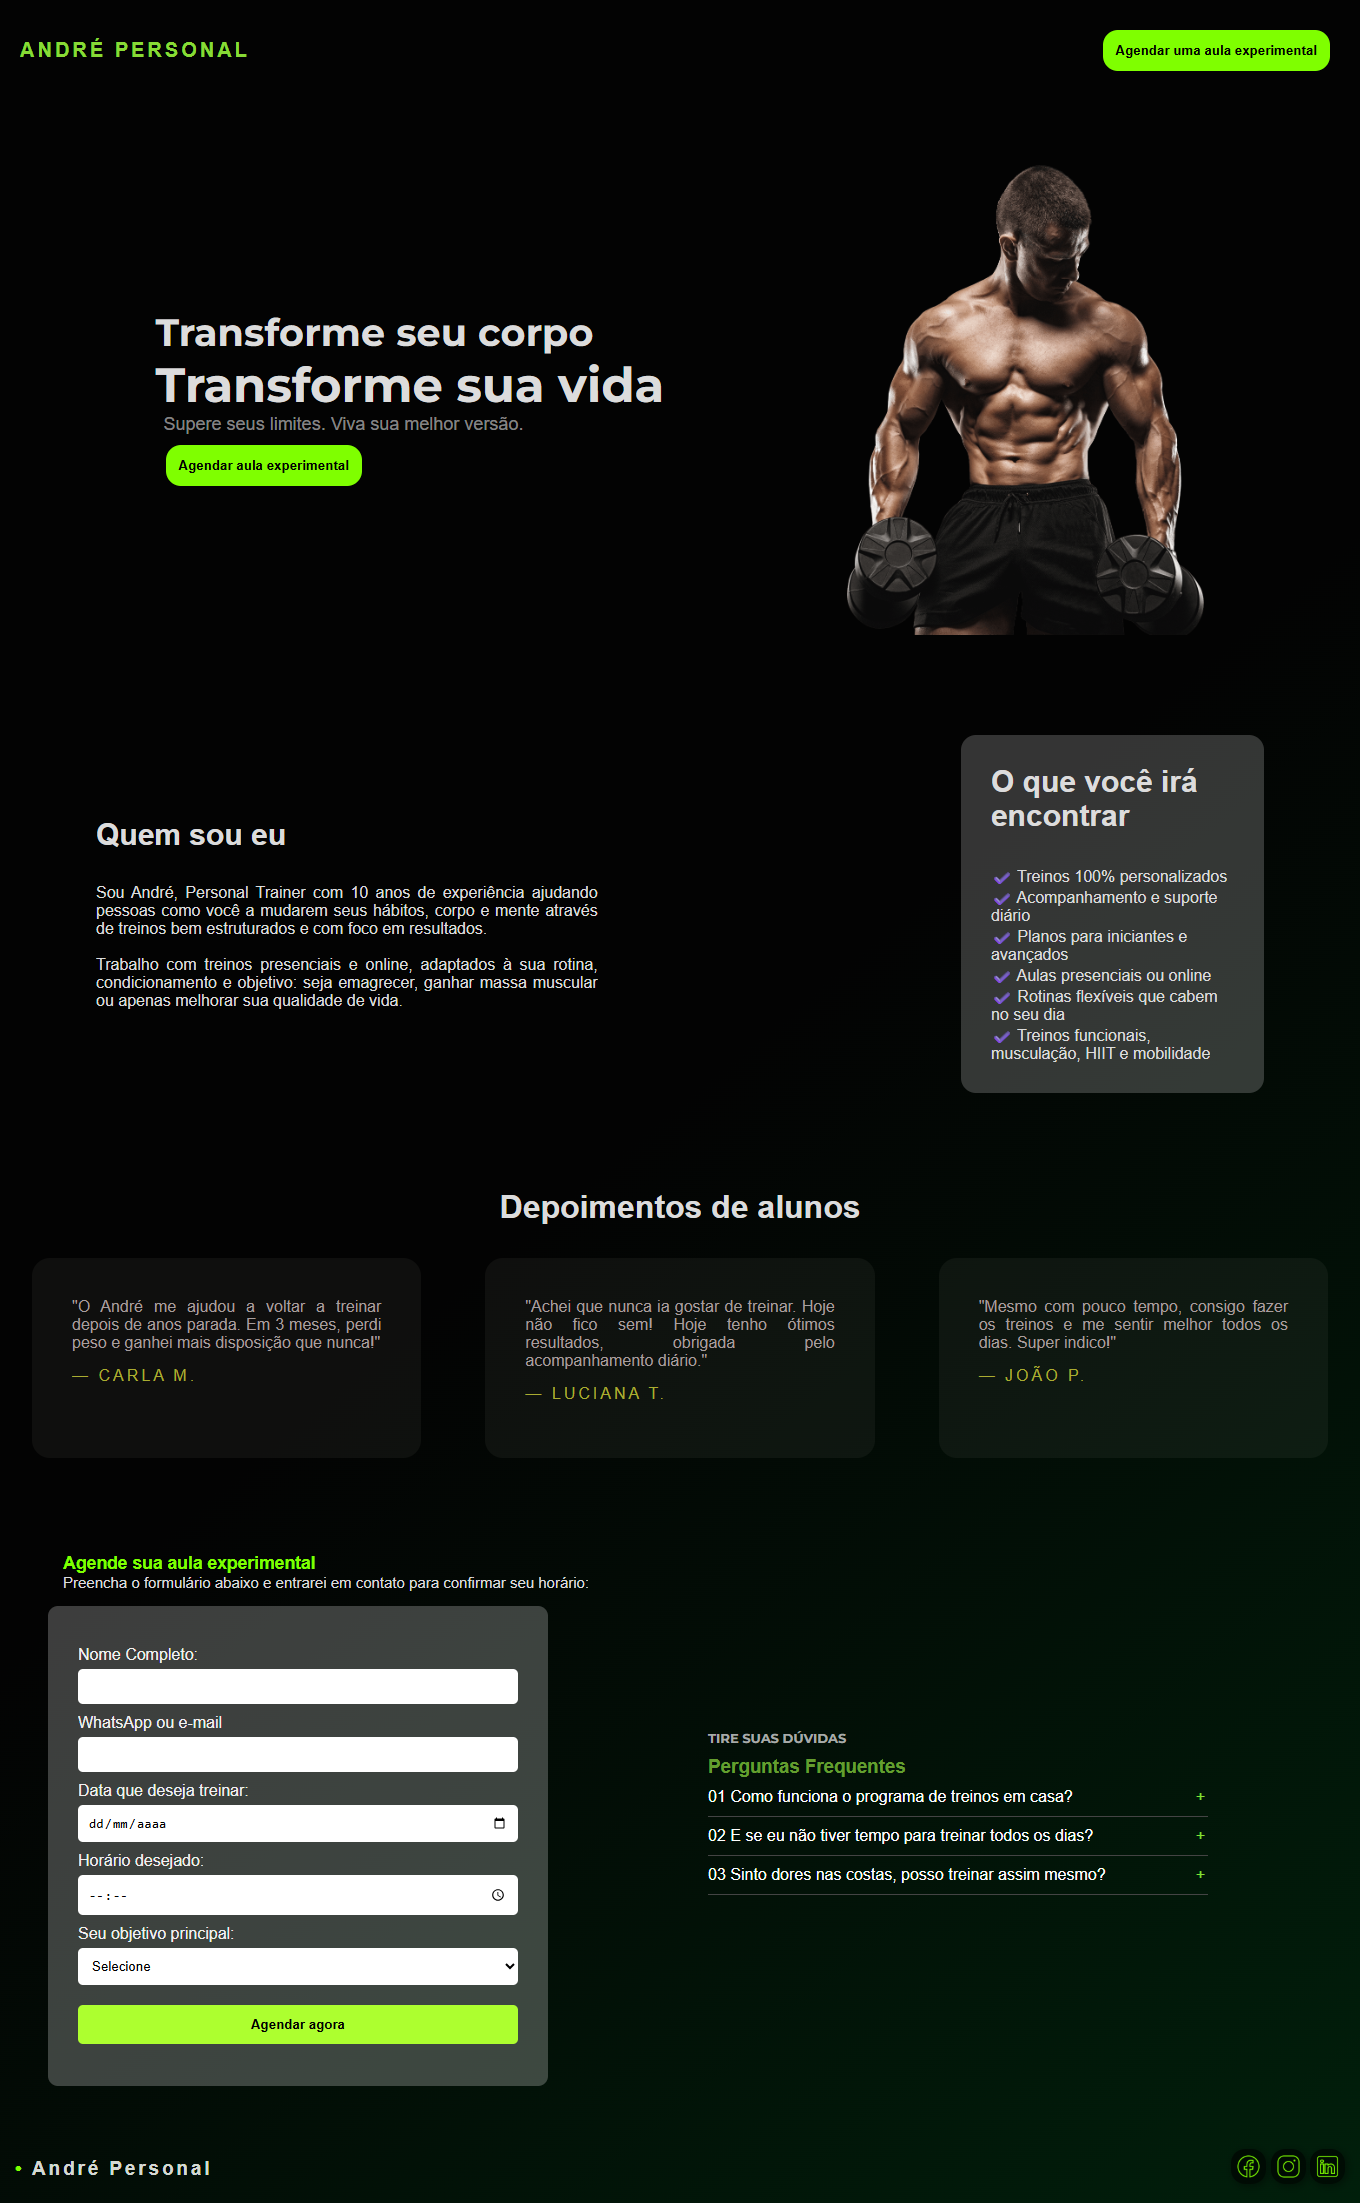 ANDRÉ PERSONAL
Agendar uma aula experimental
Transforme seu corpo
Transforme sua vida
Supere seus limites. Viva sua melhor versão.
Agendar aula experimental
Quem sou eu
Sou André, Personal Trainer com 10 anos de experiência ajudando
pessoas como você a mudarem seus hábitos, corpo e mente através
de treinos bem estruturados e com foco em resultados.
Trabalho com treinos presenciais e online, adaptados à sua rotina,
condicionamento e objetivo: seja emagrecer, ganhar massa muscular
ou apenas melhorar sua qualidade de vida.
O que você irá
encontrar
Treinos 100% personalizados
Acompanhamento e suporte
diário
Planos para iniciantes e
avançados
Aulas presenciais ou online
Rotinas flexíveis que cabem
no seu dia
Treinos funcionais,
musculação, HIIT e mobilidade
Depoimentos de alunos
"O André me ajudou a voltar a treinar
depois de anos parada. Em 3 meses, perdi
peso e ganhei mais disposição que nunca!"
— CARLA M.
"Achei que nunca ia gostar de treinar. Hoje
não fico sem! Hoje tenho ótimos
resultados, obrigada pelo
acompanhamento diário."
— LUCIANA T.
"Mesmo com pouco tempo, consigo fazer
os treinos e me sentir melhor todos os
dias. Super indico!"
— JOÃO P.
Agende sua aula experimental
Preencha o formulário abaixo e entrarei em contato para confirmar seu horário:
Nome Completo:
WhatsApp ou e-mail
Data que deseja treinar:
dd/mm/aaaa
Horário desejado:
--:--
Seu objetivo principal:
Selecione
Agendar agora
TIRE SUAS DÚVIDAS
Perguntas Frequentes
01 Como funciona o programa de treinos em casa? +
02 E se eu não tiver tempo para treinar todos os dias? +
03 Sinto dores nas costas, posso treinar assim mesmo? +
• André Personal